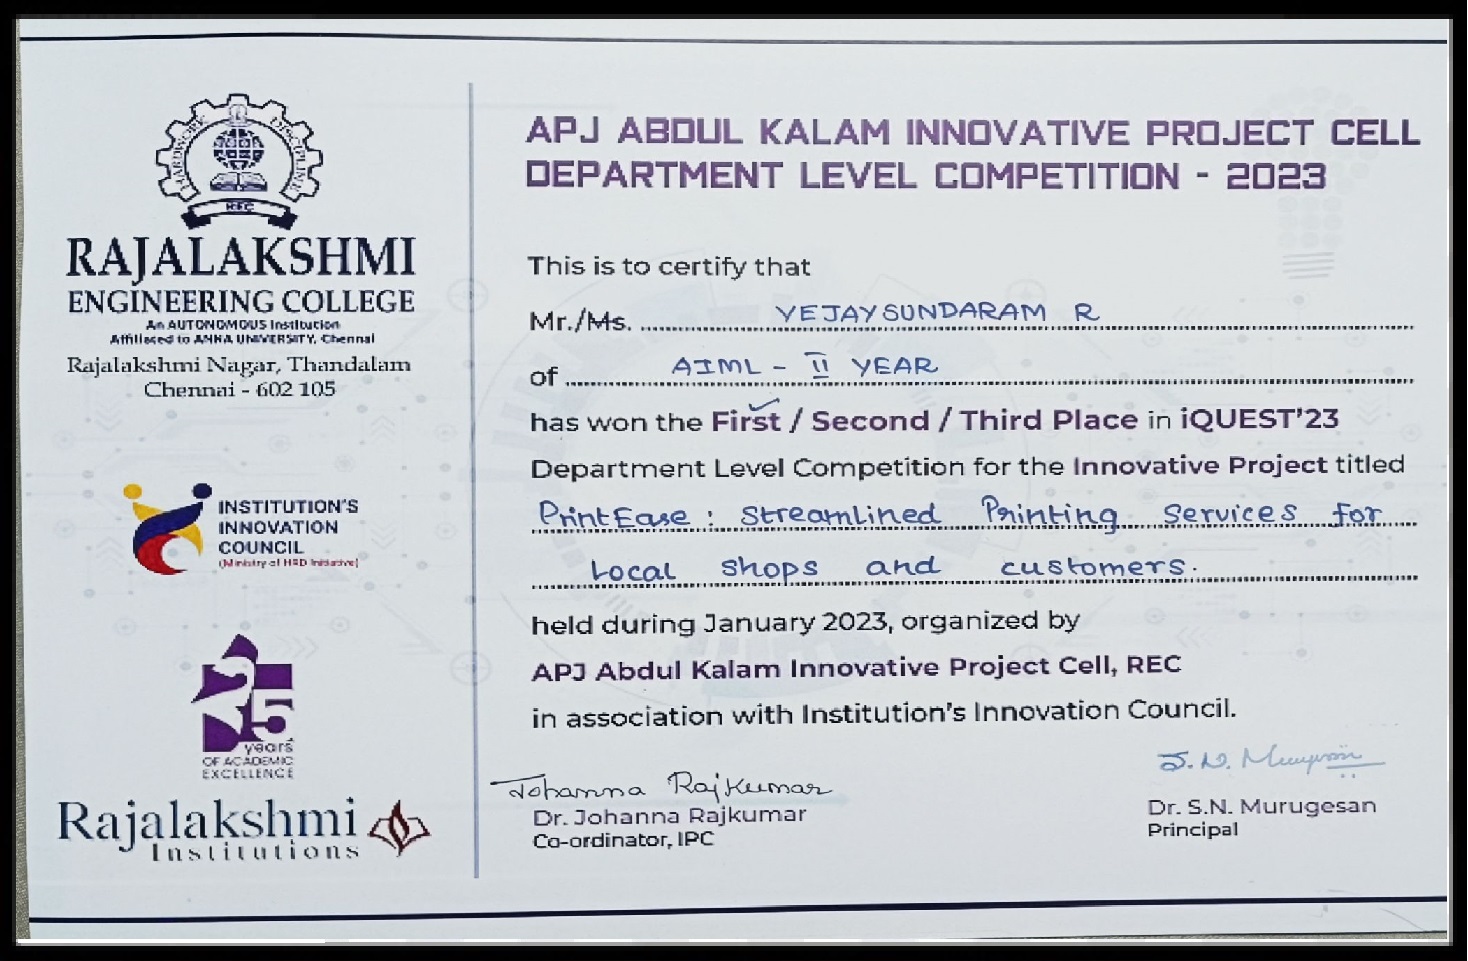 HARDWORK DISCIPLINE
REC
RAJALAKSHMI
ENGINEERING COLLEGE
An AUTONOMOUS Institution
Affiliated to ANNA UNIVERSITY, Chennai
Rajalakshmi Nagar, Thandalam
Chennai - 602 105
INSTITUTION'S
INNOVATION
COUNCIL
(Ministry of HRD Initiative)
25
years
OF ACADEMIC
EXCELLENCE
Rajalakshmi
Institutions
APJ ABDUL KALAM INNOVATIVE PROJECT CELL
DEPARTMENT LEVEL COMPETITION - 2023
This is to certify that
Mr./Ms. VEJAYSUNDARAM R
of AIML - II YEAR
has won the First / Second / Third Place in iQUEST'23
Department Level Competition for the Innovative Project titled
PrintEase : Streamlined Printing Services for
Local shops and customers.
held during January 2023, organized by
APJ Abdul Kalam Innovative Project Cell, REC
in association with Institution's Innovation Council.
Johanna Rajkumar
Dr. Johanna Rajkumar
Co-ordinator, IPC
Dr. S.N. Murugesan
Principal